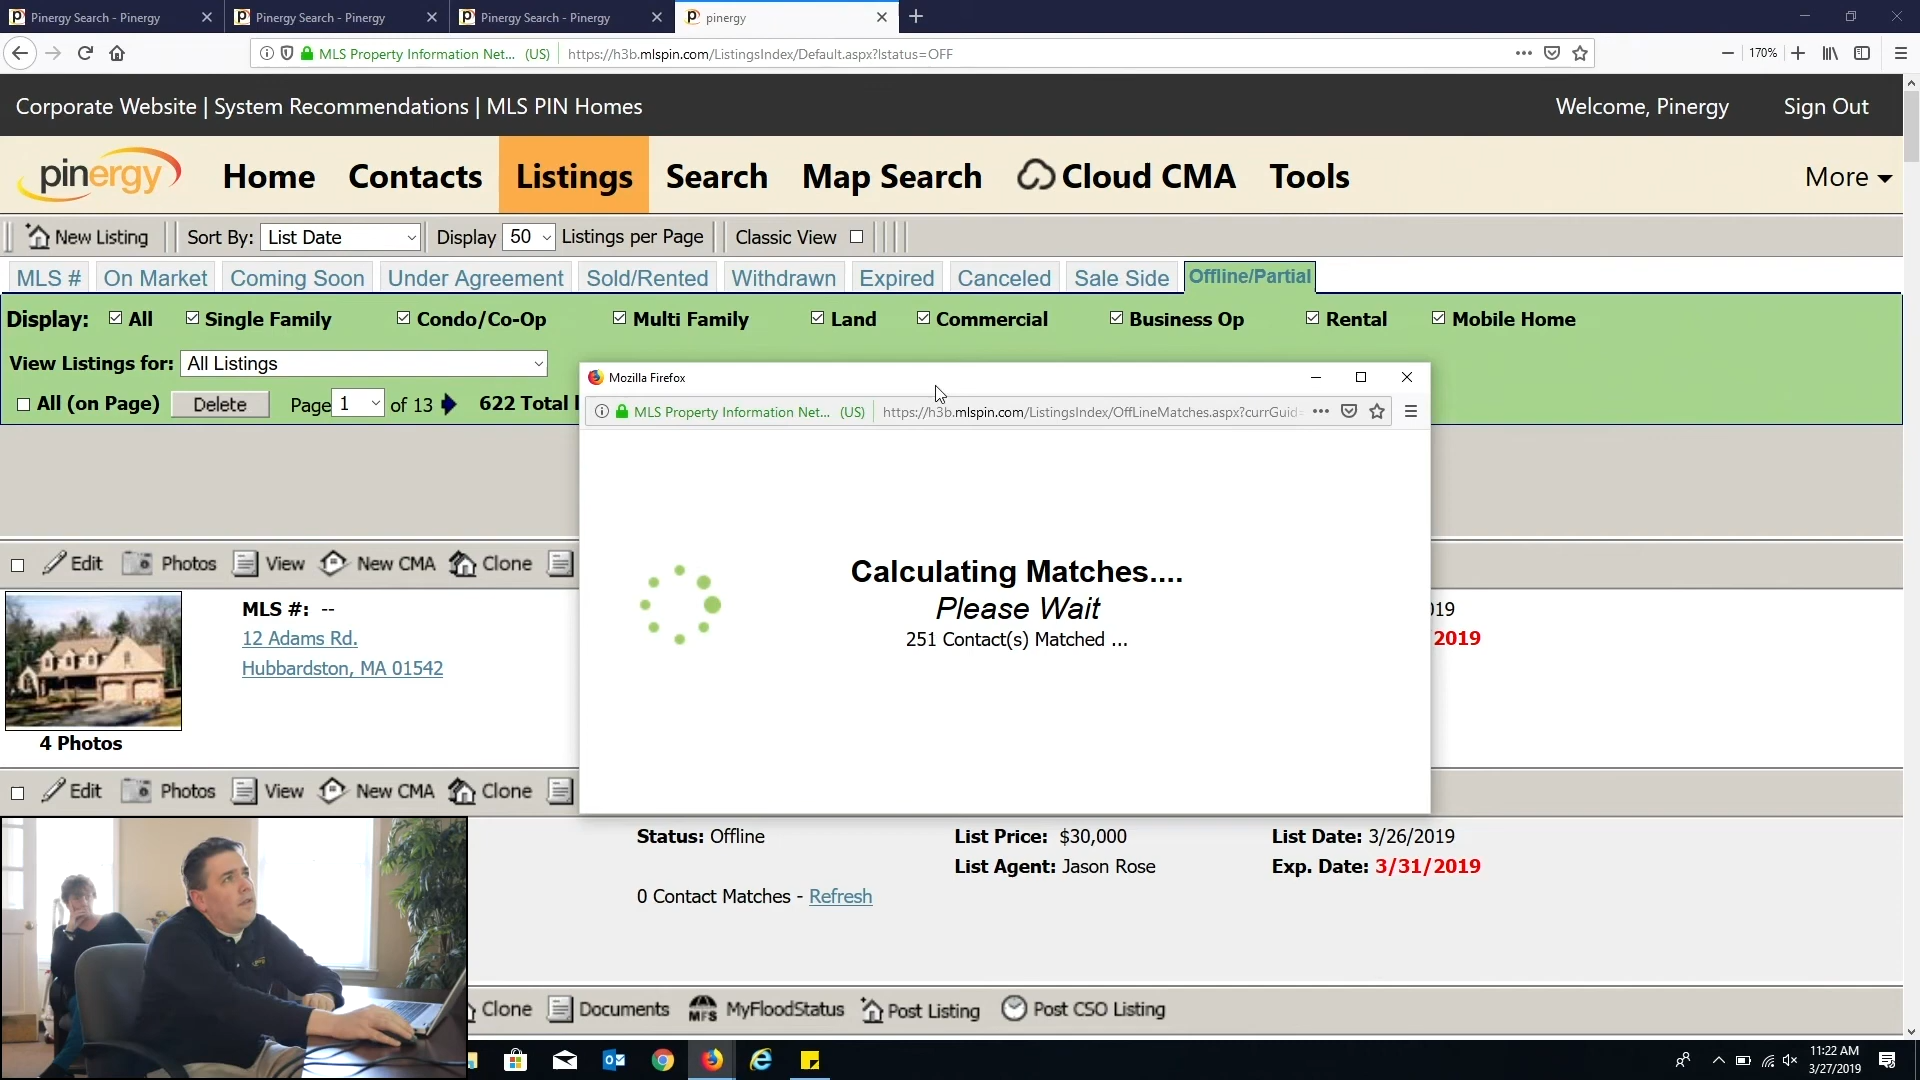 Pinergy Search - Pinergy
Pinergy Search - Pinergy
Pinergy Search - Pinergy
pinergy
MLS Property Information Net... (US)
https://h3b.mlspin.com/ListingsIndex/Default.aspx?lstatus=OFF
170%
Corporate Website | System Recommendations | MLS PIN Homes
Welcome, Pinergy
Sign Out
pinergy
Home
Contacts
Listings
Search
Map Search
Cloud CMA
Tools
More
New Listing
Sort By: List Date
Display 50 Listings per Page
Classic View
MLS #
On Market
Coming Soon
Under Agreement
Sold/Rented
Withdrawn
Expired
Canceled
Sale Side
Offline/Partial
Display: All Single Family Condo/Co-Op Multi Family Land Commercial Business Op Rental Mobile Home
View Listings for: All Listings
All (on Page) Delete Page 1 of 13 622 Total
Mozilla Firefox
MLS Property Information Net... (US)
https://h3b.mlspin.com/ListingsIndex/OffLineMatches.aspx?currGuid
Calculating Matches....
Please Wait
251 Contact(s) Matched ...
Edit Photos View New CMA Clone
MLS #: --
12 Adams Rd.
Hubbardston, MA 01542
4 Photos
2019
Edit Photos View New CMA Clone
Status: Offline
List Price: $30,000
List Date: 3/26/2019
List Agent: Jason Rose
Exp. Date: 3/31/2019
0 Contact Matches - Refresh
Clone Documents MFS MyFloodStatus Post Listing Post CSO Listing
11:22 AM
3/27/2019